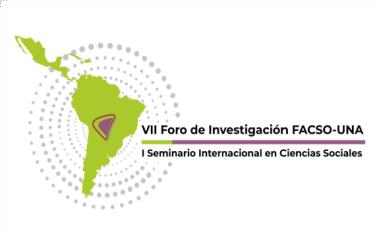 VII Foro de Investigación FACSO-UNA
I Seminario Internacional en Ciencias Sociales